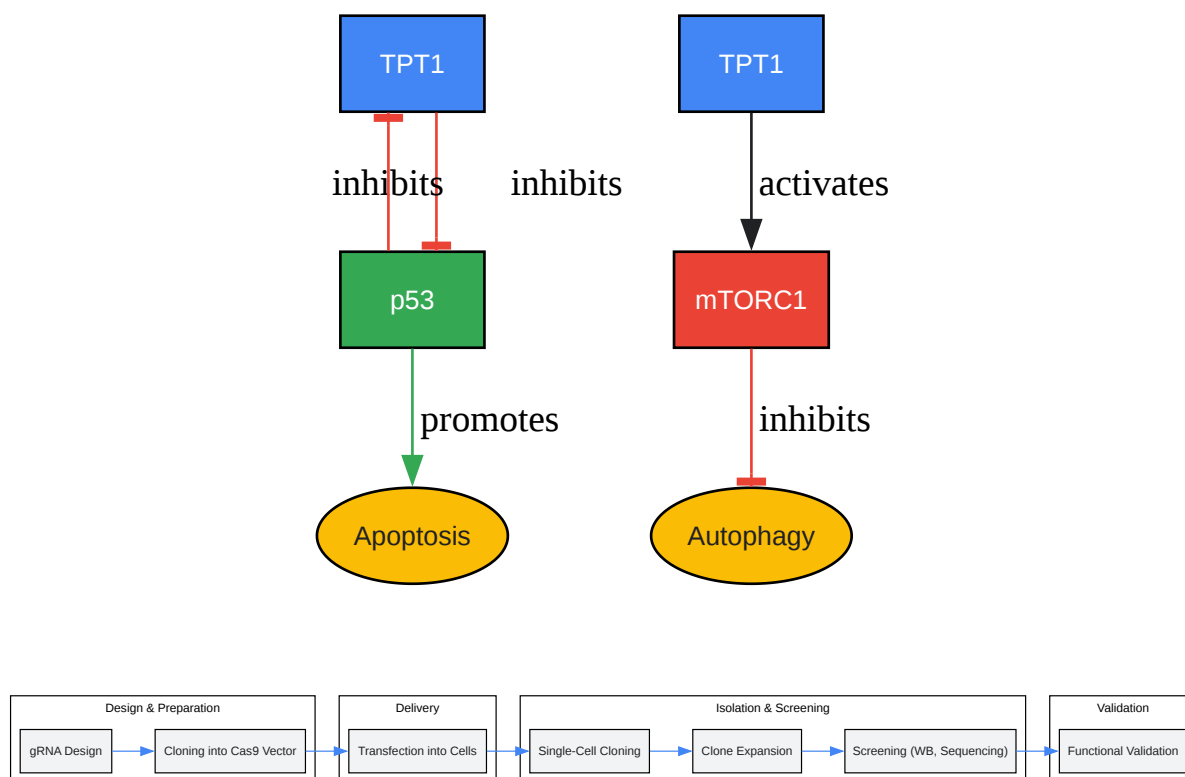 TPT1
TPT1
inhibits
inhibits
activates
p53
mTORC1
promotes
inhibits
Apoptosis
Autophagy
Design & Preparation
Delivery
Isolation & Screening
Validation
gRNA Design
Cloning into Cas9 Vector
Transfection into Cells
Single-Cell Cloning
Clone Expansion
Screening (WB, Sequencing)
Functional Validation